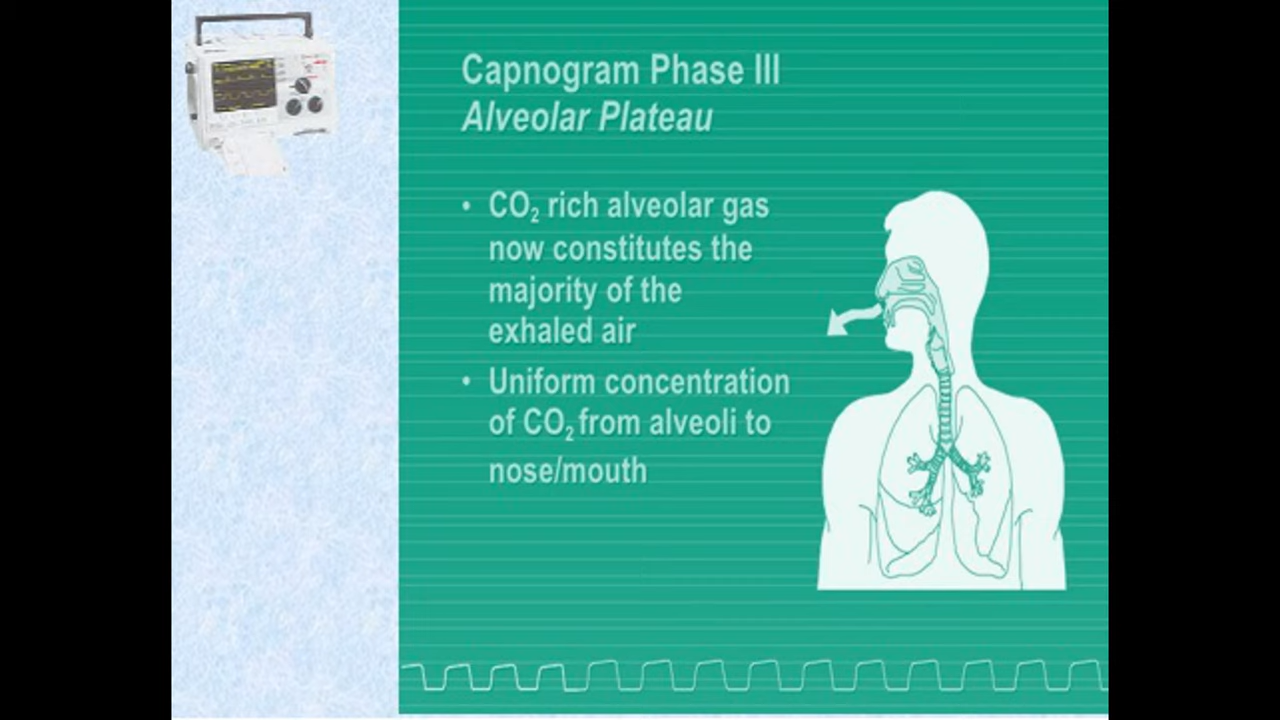 Capnogram Phase III
Alveolar Plateau
• CO₂ rich alveolar gas
now constitutes the
majority of the
exhaled air
• Uniform concentration
of CO₂ from alveoli to
nose/mouth